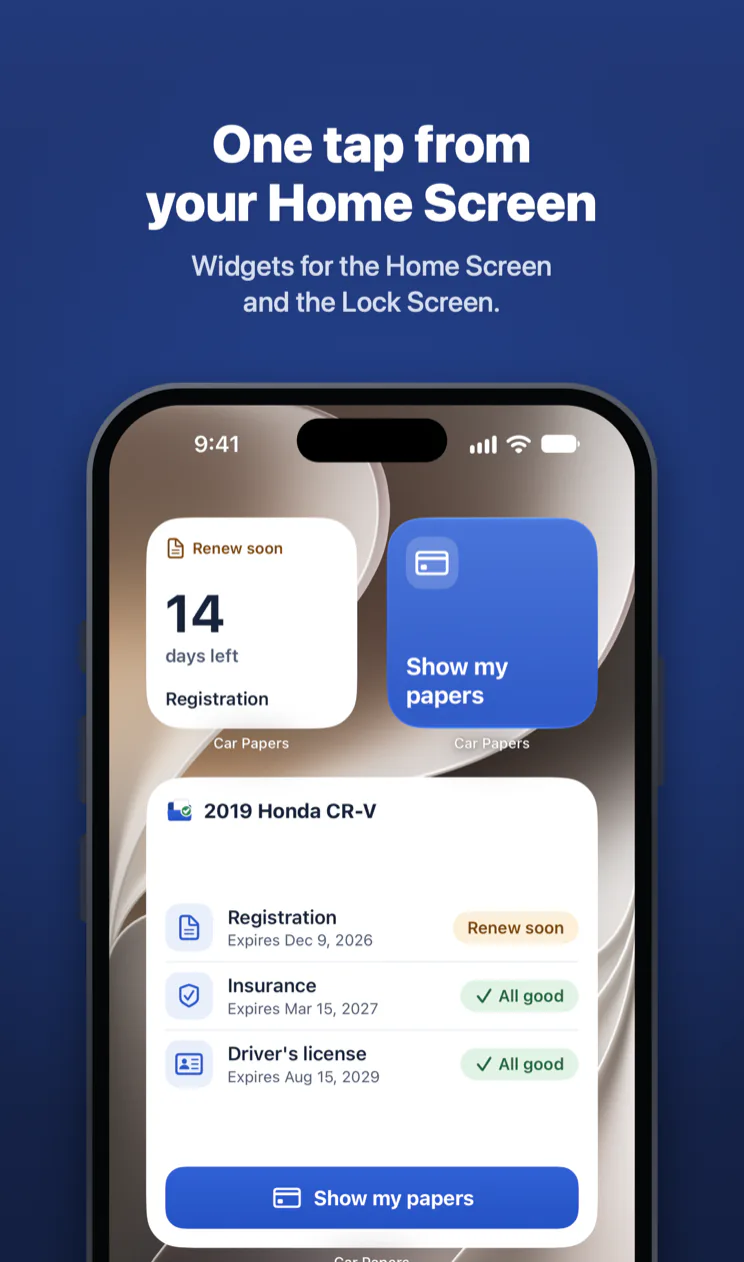 One tap from
your Home Screen
Widgets for the Home Screen
and the Lock Screen.
9:41
Renew soon
14
days left
Registration
Car Papers
Show my
papers
Car Papers
2019 Honda CR-V
Registration
Expires Dec 9, 2026
Renew soon
Insurance
Expires Mar 15, 2027
All good
Driver's license
Expires Aug 15, 2029
All good
Show my papers
Car Papers